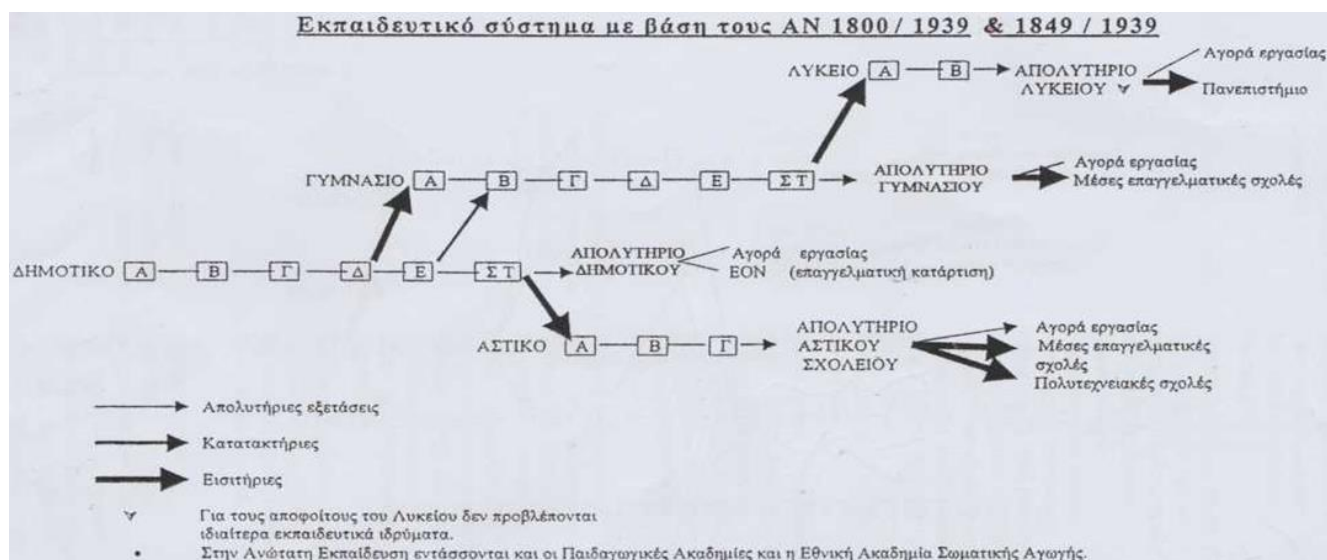 Εκπαιδευτικό σύστημα με βάση τους ΑΝ 1800 / 1939 & 1849 / 1939
ΛΥΚΕΙΟ Α Β ΑΠΟΛΥΤΗΡΙΟ ΛΥΚΕΙΟΥ
Αγορά εργασίας
Πανεπιστήμιο
ΓΥΜΝΑΣΙΟ Α Β Γ Δ Ε ΣΤ ΑΠΟΛΥΤΗΡΙΟ ΓΥΜΝΑΣΙΟΥ
Αγορά εργασίας
Μέσες επαγγελματικές σχολές
ΔΗΜΟΤΙΚΟ Α Β Γ Δ Ε ΣΤ ΑΠΟΛΥΤΗΡΙΟ ΔΗΜΟΤΙΚΟΥ
Αγορά εργασίας
ΕΟΝ (επαγγελματική κατάρτιση)
ΑΣΤΙΚΟ Α Β Γ ΑΠΟΛΥΤΗΡΙΟ ΑΣΤΙΚΟΥ ΣΧΟΛΕΙΟΥ
Αγορά εργασίας
Μέσες επαγγελματικές
σχολές
Πολυτεχνειακές σχολές
Απολυτήριες εξετάσεις
Κατατακτήριες
Εισιτήριες
Για τους αποφοίτους του Λυκείου δεν προβλέπονται
ιδιαίτερα εκπαιδευτικά ιδρύματα.
• Στην Ανώτατη Εκπαίδευση εντάσσονται και οι Παιδαγωγικές Ακαδημίες και η Εθνική Ακαδημία Σωματικής Αγωγής.